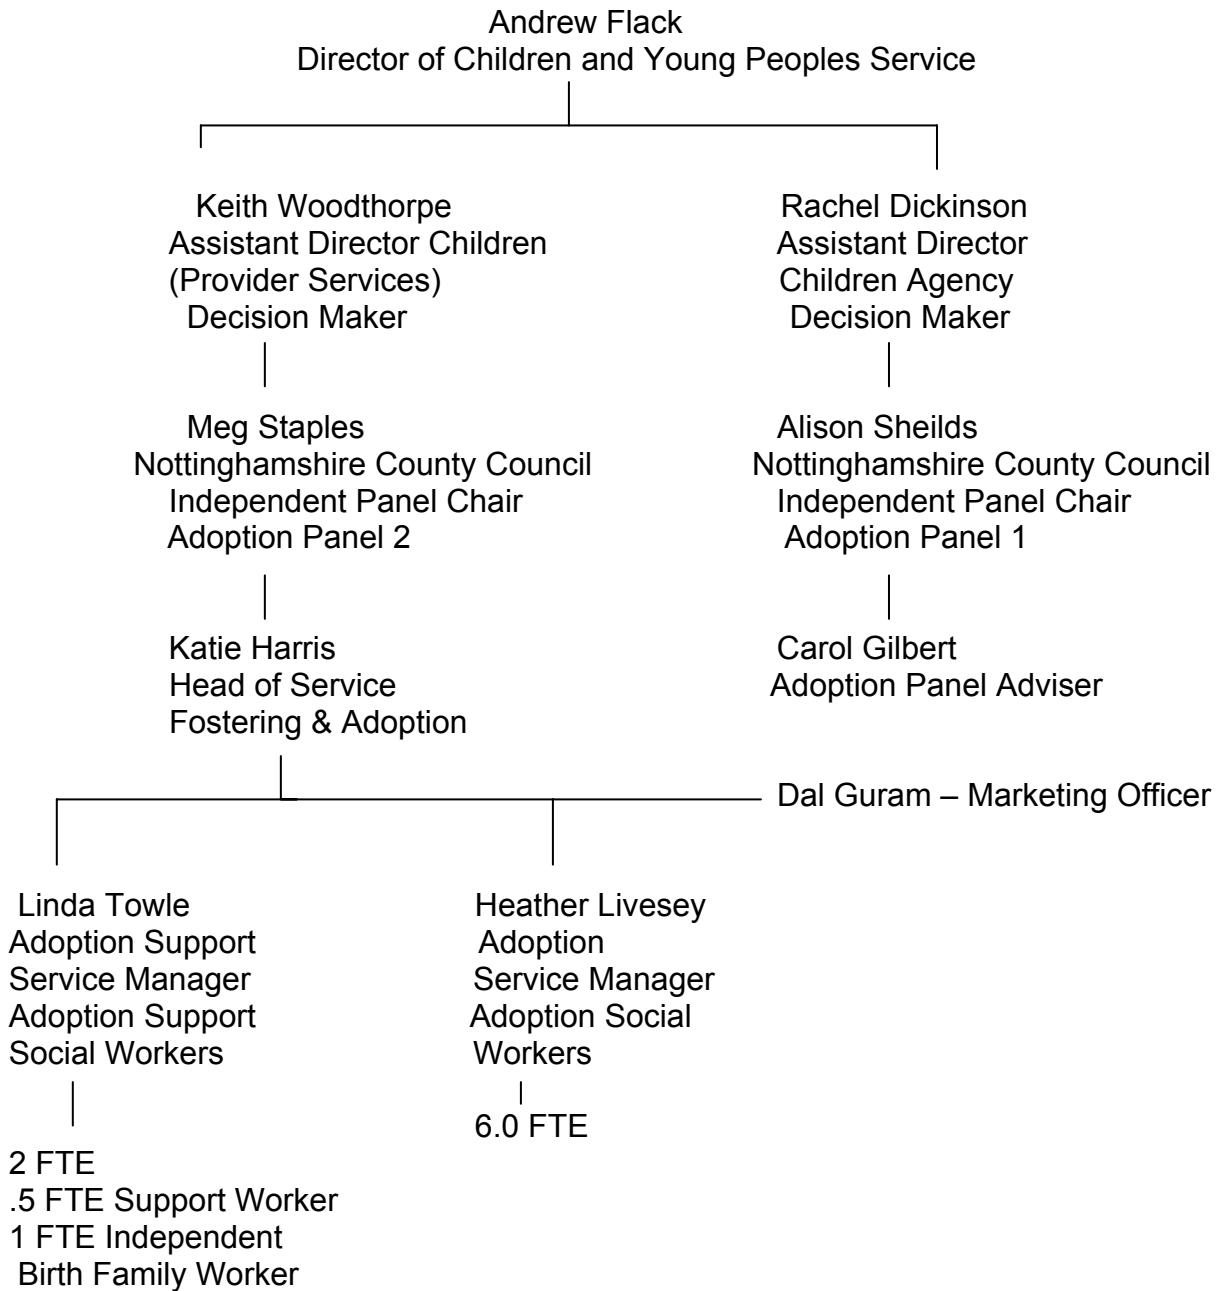 Andrew Flack
Director of Children and Young Peoples Service
Keith Woodthorpe
Assistant Director Children
(Provider Services)
Decision Maker
Rachel Dickinson
Assistant Director
Children Agency
Decision Maker
Meg Staples
Nottinghamshire County Council
Independent Panel Chair
Adoption Panel 2
Alison Sheilds
Nottinghamshire County Council
Independent Panel Chair
Adoption Panel 1
Katie Harris
Head of Service
Fostering & Adoption
Carol Gilbert
Adoption Panel Adviser
Dal Guram – Marketing Officer
Linda Towle
Adoption Support
Service Manager
Adoption Support
Social Workers
Heather Livesey
Adoption
Service Manager
Adoption Social
Workers
6.0 FTE
2 FTE
.5 FTE Support Worker
1 FTE Independent
Birth Family Worker